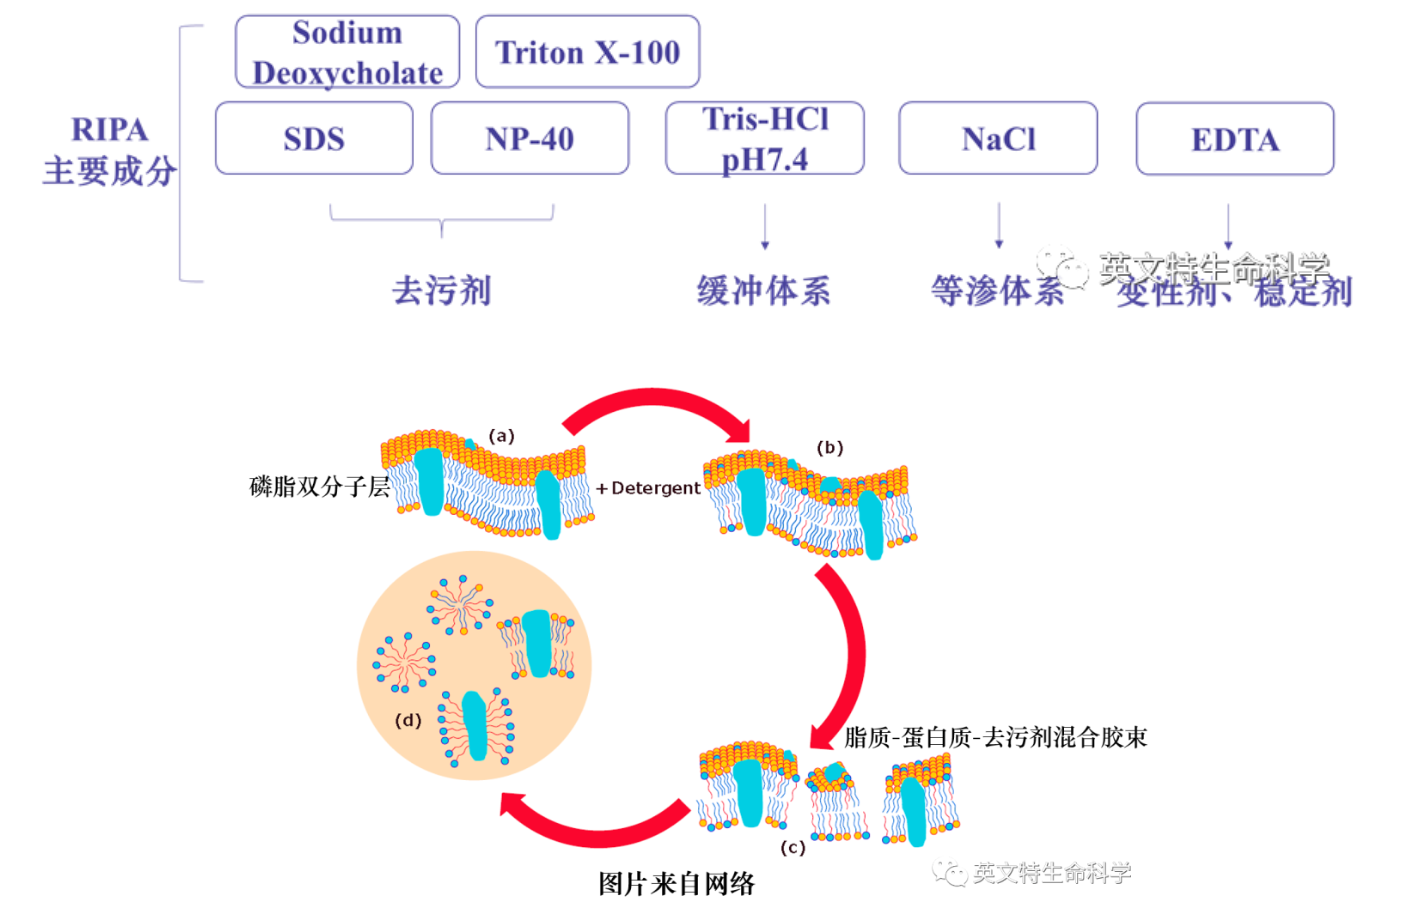 Sodium
Deoxycholate
Triton X-100
RIPA
主要成分
SDS
NP-40
Tris-HCl
pH7.4
NaCl
EDTA
去污剂
缓冲体系
等渗体系
变性剂、稳定剂
英文特生命科学
(a)
(b)
磷脂双分子层
+Detergent
(d)
脂质-蛋白质-去污剂混合胶束
(c)
图片来自网络
英文特生命科学